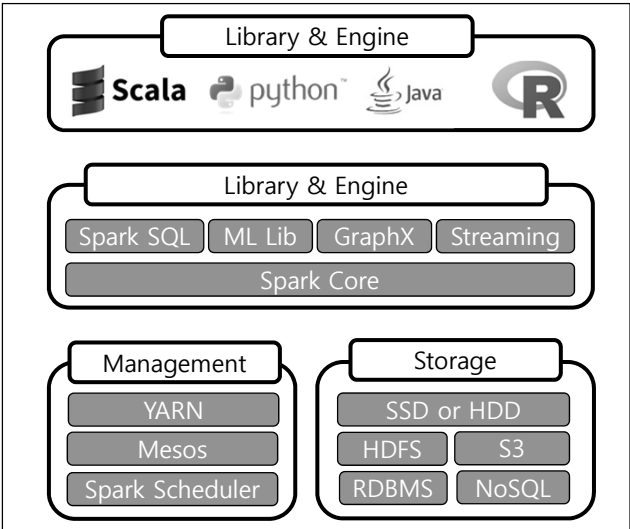 Library & Engine
Scala python™ Java R
Library & Engine
Spark SQL ML Lib GraphX Streaming
Spark Core
Management
YARN
Mesos
Spark Scheduler
Storage
SSD or HDD
HDFS S3
RDBMS NoSQL